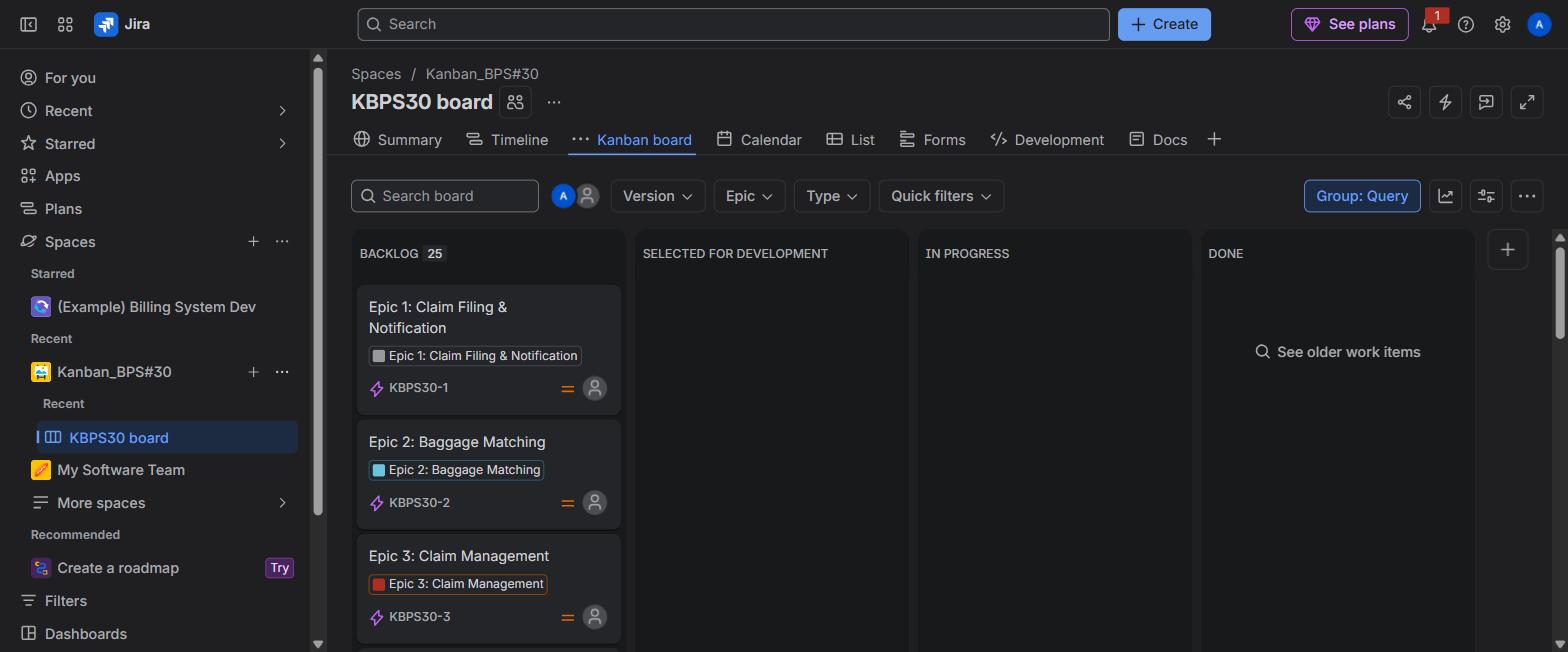 Jira
Search
Create
See plans
1
A
For you
Recent
Starred
Apps
Plans
Spaces
Starred
(Example) Billing System Dev
Recent
Kanban_BPS#30
Recent
KBPS30 board
My Software Team
More spaces
Recommended
Create a roadmap
Try
Filters
Dashboards
Spaces / Kanban_BPS#30
KBPS30 board
Summary
Timeline
Kanban board
Calendar
List
Forms
Development
Docs
Search board
A
Version
Epic
Type
Quick filters
Group: Query
BACKLOG 25
SELECTED FOR DEVELOPMENT
IN PROGRESS
DONE
Epic 1: Claim Filing &
Notification
Epic 1: Claim Filing & Notification
KBPS30-1
Epic 2: Baggage Matching
Epic 2: Baggage Matching
KBPS30-2
Epic 3: Claim Management
Epic 3: Claim Management
KBPS30-3
See older work items